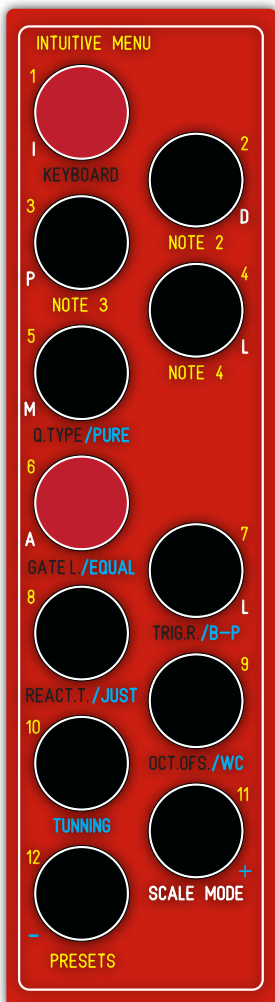 INTUITIVE MENU
1
I
KEYBOARD
2
D
NOTE 2
3
P
NOTE 3
4
L
NOTE 4
5
M
Q.TYPE/PURE
6
A
GATE L./EQUAL
7
L
TRIG.R./B-P
8
REACT.T./JUST
9
OCT.OFS./WC
10
TUNNING
11
+
SCALE MODE
12
-
PRESETS